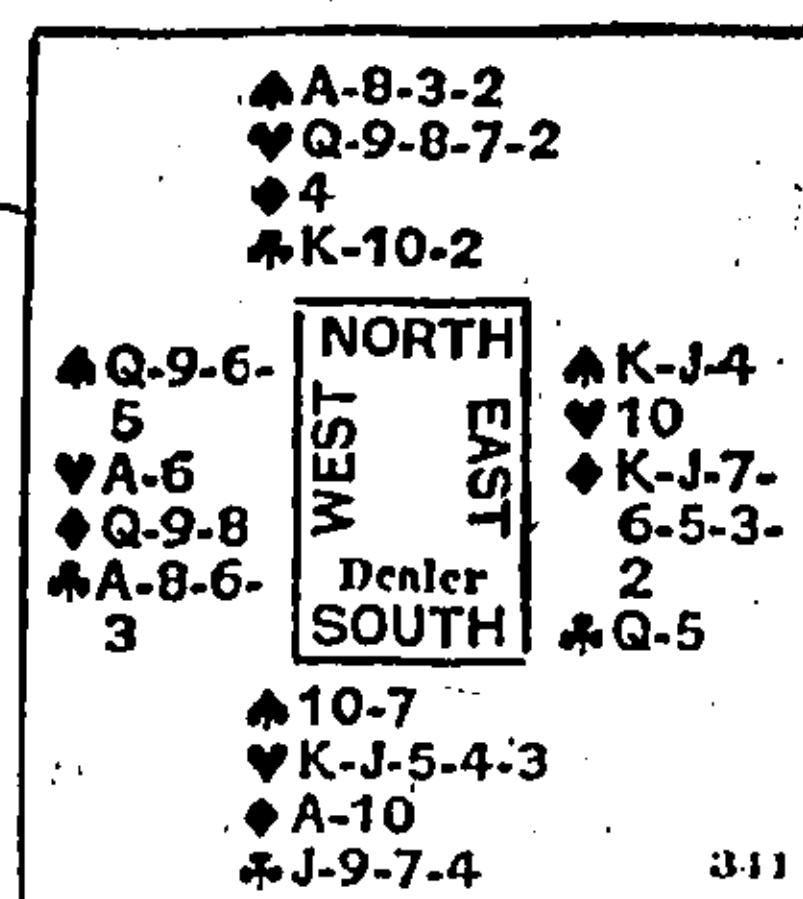 ♠ A-8-3-2
♥ Q-9-8-7-2
♦ 4
♣ K-10-2
♠ Q-9-6-
5
♥ A-6
♦ Q-9-8
♣ A-8-6-
3
NORTH
WEST
EAST
Dealer
SOUTH
♠ K-J-4
♥ 10
♦ K-J-7-
6-5-3-
2
♣ Q-5
♠ 10-7
♥ K-J-5-4-3
♦ A-10
♣ J-9-7-4
341